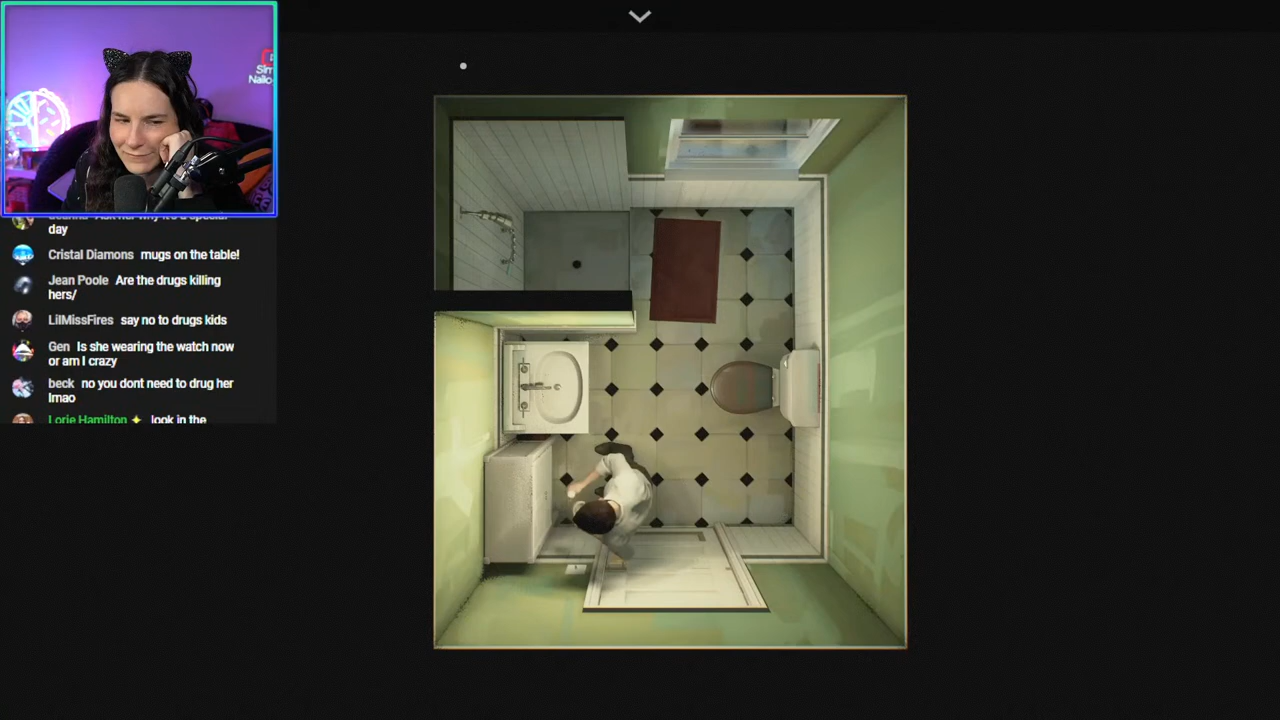 day
Cristal Diamons mugs on the table!
Jean Poole Are the drugs killing
hers/
LilMissFires say no to drugs kids
Gen Is she wearing the watch now
or am I crazy
beck no you dont need to drug her
lmao
Lorie Hamilton look in the